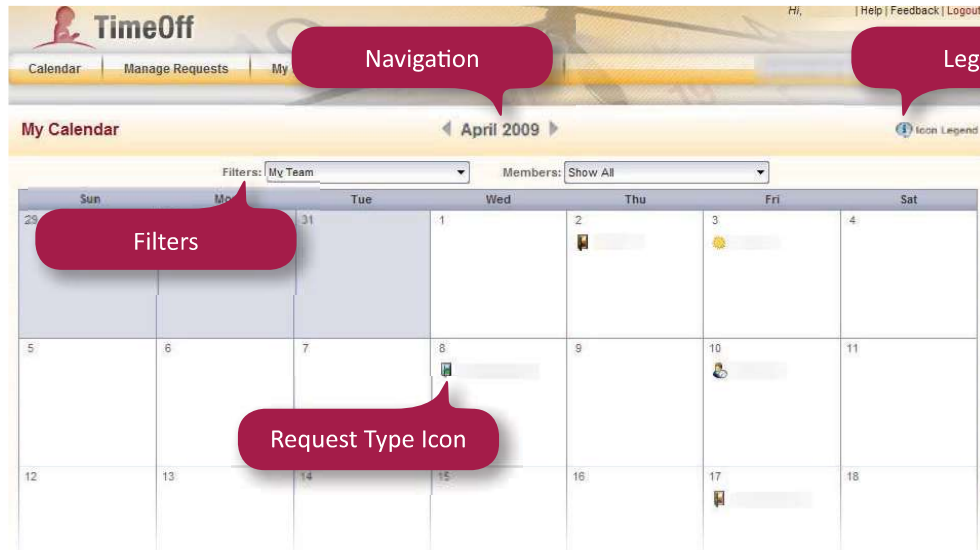 TimeOff
Hi, | Help | Feedback | Logout
Calendar Manage Requests My
Navigation
Leg
My Calendar
April 2009
Icon Legend
Filters: My Team Members: Show All
Sun Mo Tue Wed Thu Fri Sat
29 31 1 2 3 4
Filters
5 6 7 8 9 10 11
Request Type Icon
12 13 14 15 16 17 18